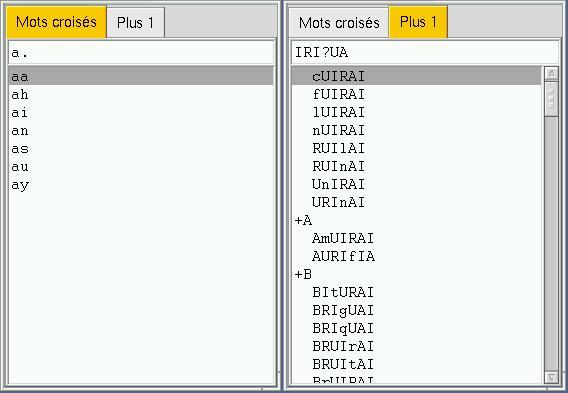 Mots croisés Plus 1
a.
aa
ah
ai
an
as
au
ay
Mots croisés Plus 1
IRI?UA
cUIRAI
fUIRAI
lUIRAI
nUIRAI
RUIlAI
RUInAI
UnIRAI
URInAI
+A
AmUIRAI
AURIfIA
+B
BItURAI
BRIgUAI
BRIqUAI
BRUIrAI
BRUItAI
BrUIRAI